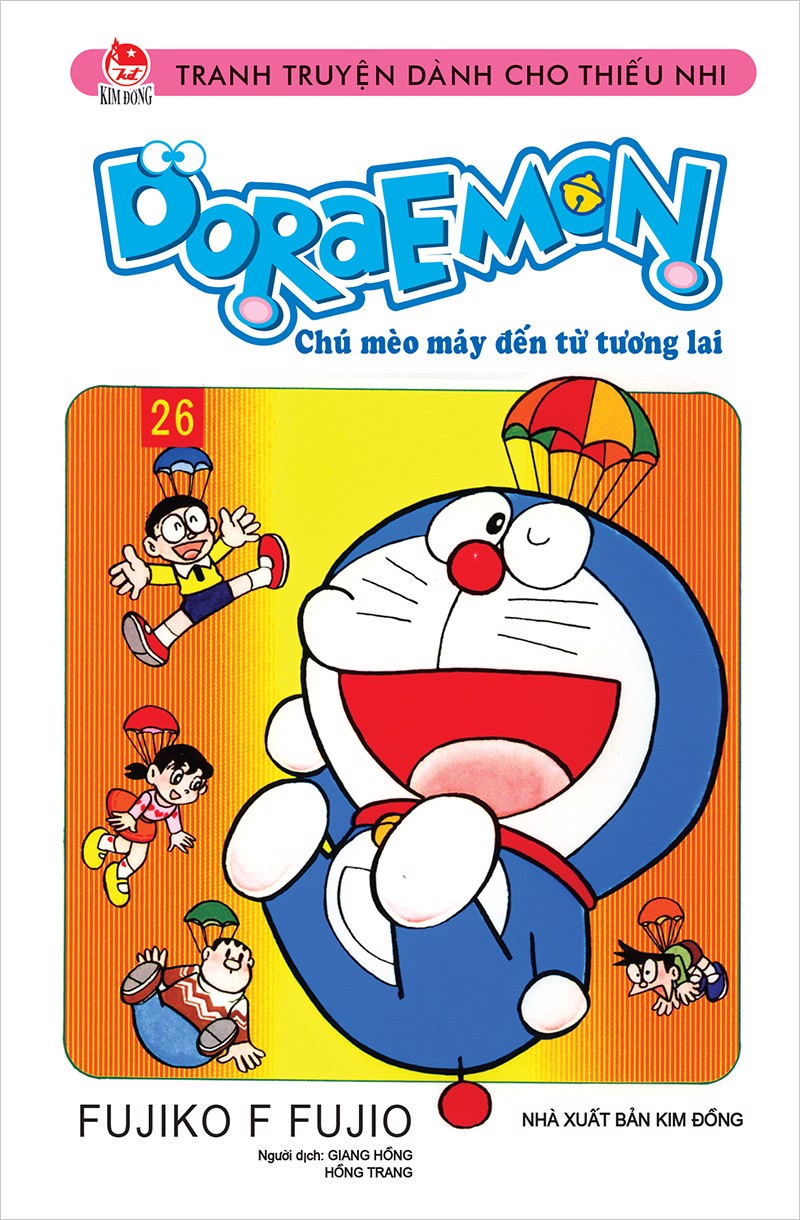 TRANH TRUYỆN DÀNH CHO THIẾU NHI
KIM ĐỒNG
DORAEMON
Chú mèo máy đến từ tương lai
26
FUJIKO F FUJIO
NHÀ XUẤT BẢN KIM ĐỒNG
Người dịch: GIANG HỒNG
HỒNG TRANG